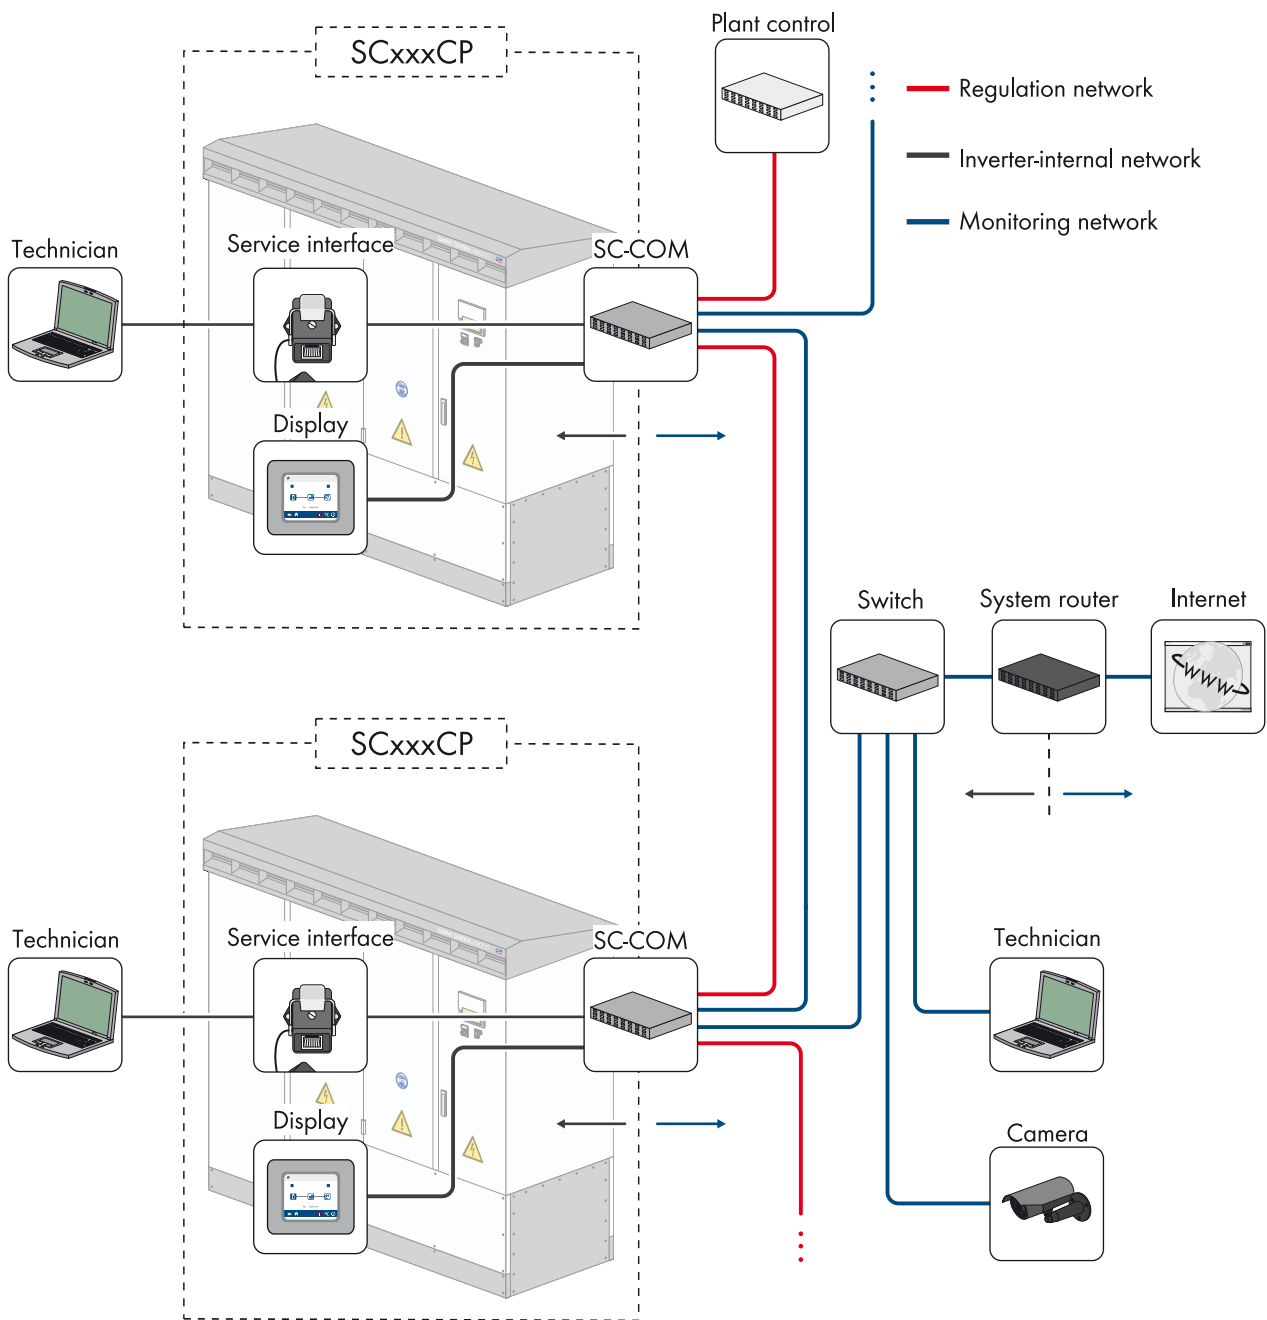 Plant control
SCxxxCP
Regulation network
Inverter-internal network
Monitoring network
Technician
Service interface
SC-COM
Display
Switch
System router
Internet
WWW
SCxxxCP
Technician
Service interface
SC-COM
Technician
Display
Camera